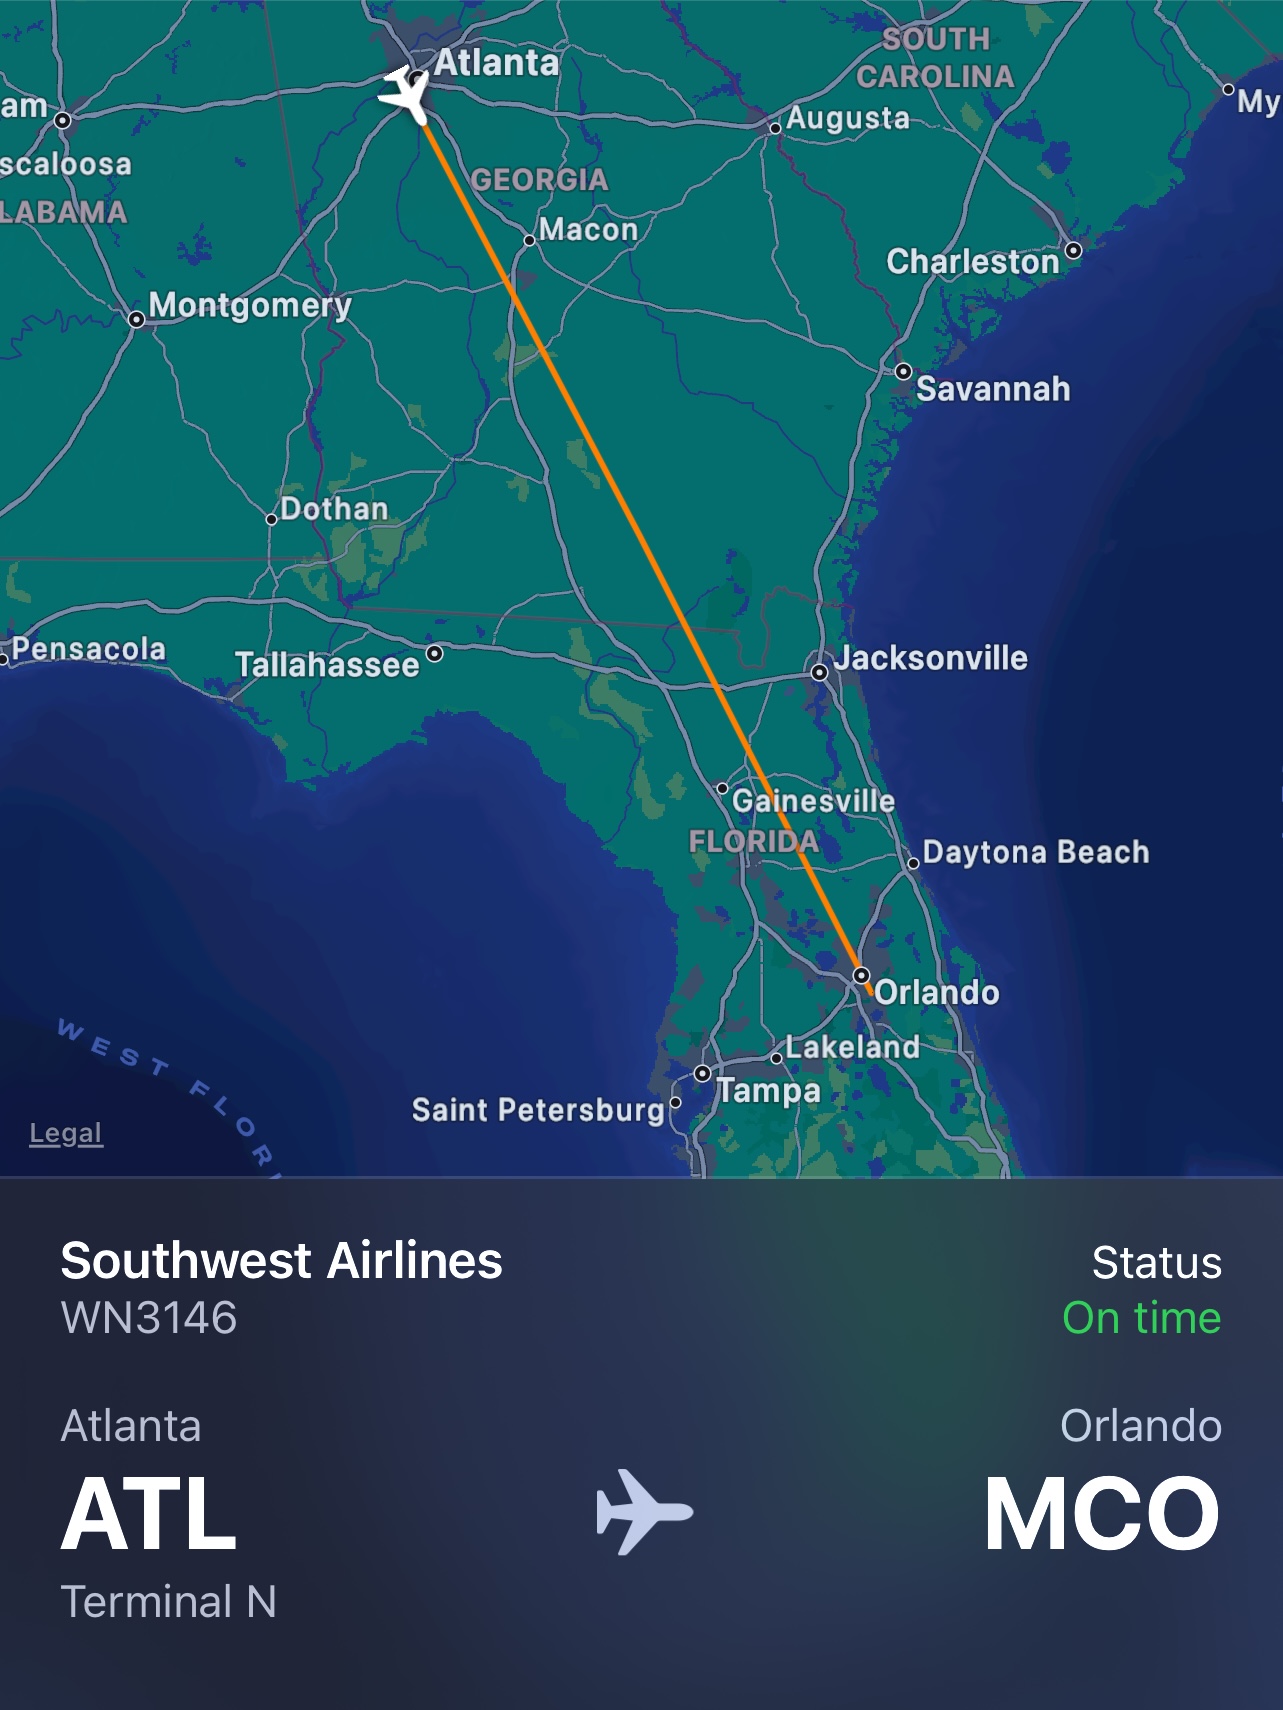 SOUTH
CAROLINA
Atlanta
am
My
Augusta
scaloosa
GEORGIA
LABAMA
Macon
Charleston
Montgomery
Savannah
Dothan
Pensacola
Tallahassee
Jacksonville
Gainesville
FLORIDA
Daytona Beach
Orlando
WEST FLORI
Lakeland
Tampa
Saint Petersburg
Legal
Southwest Airlines
Status
WN3146
On time
Atlanta
Orlando
ATL
MCO
Terminal N